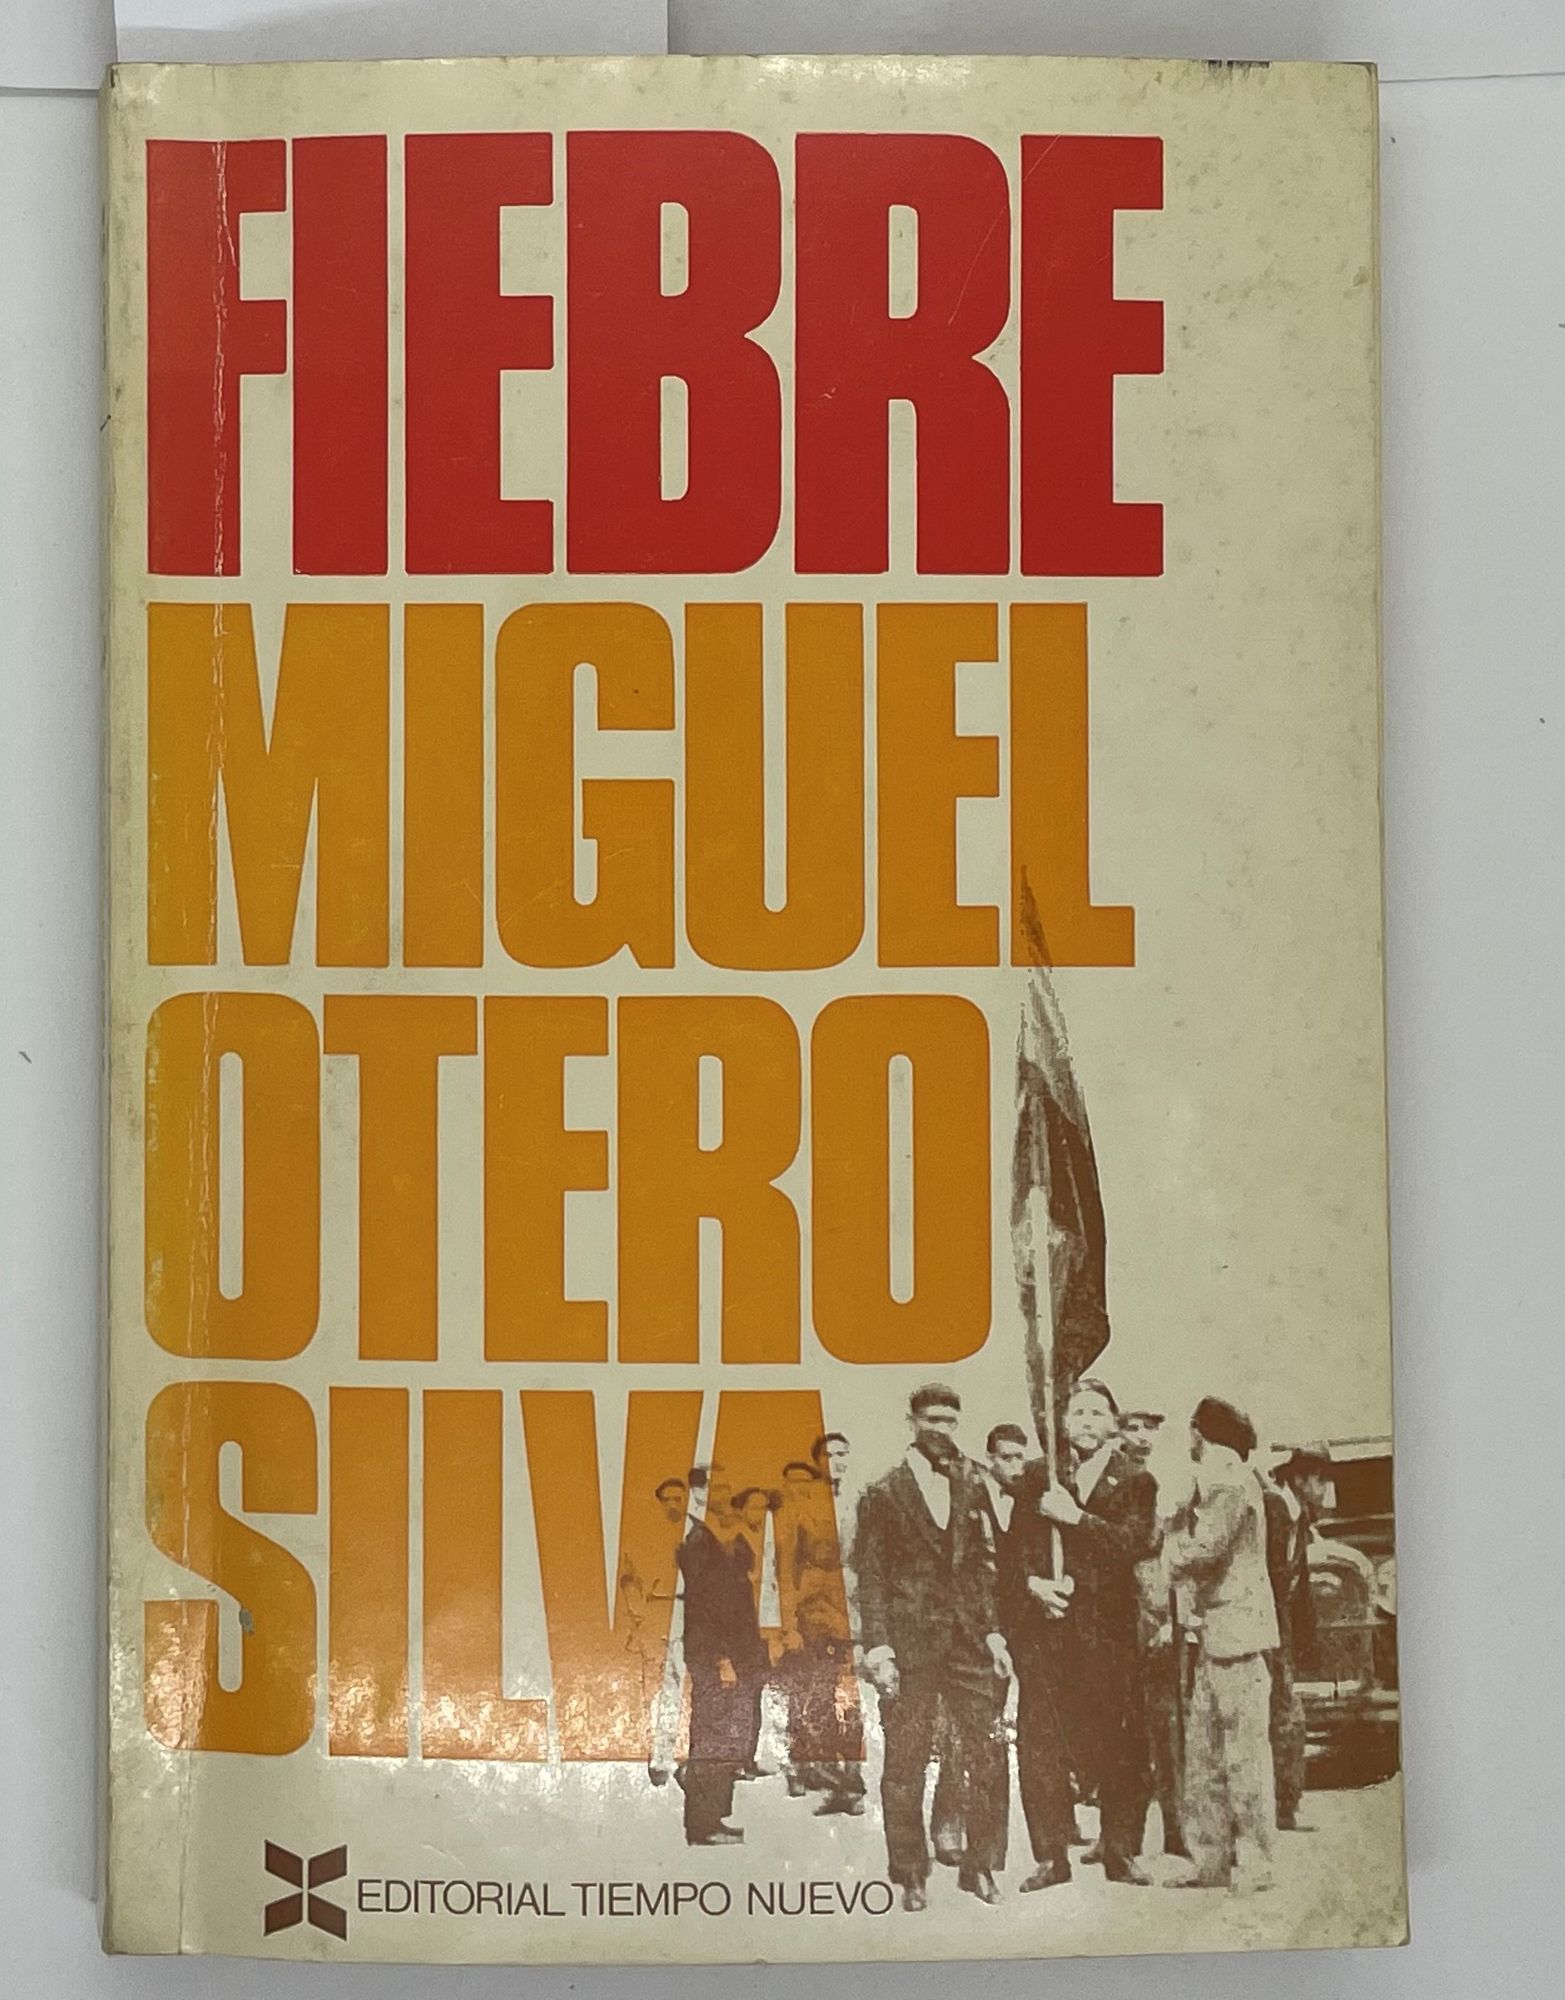 FIEBRE
MIGUEL
OTERO
SILVA
EDITORIAL TIEMPO NUEVO